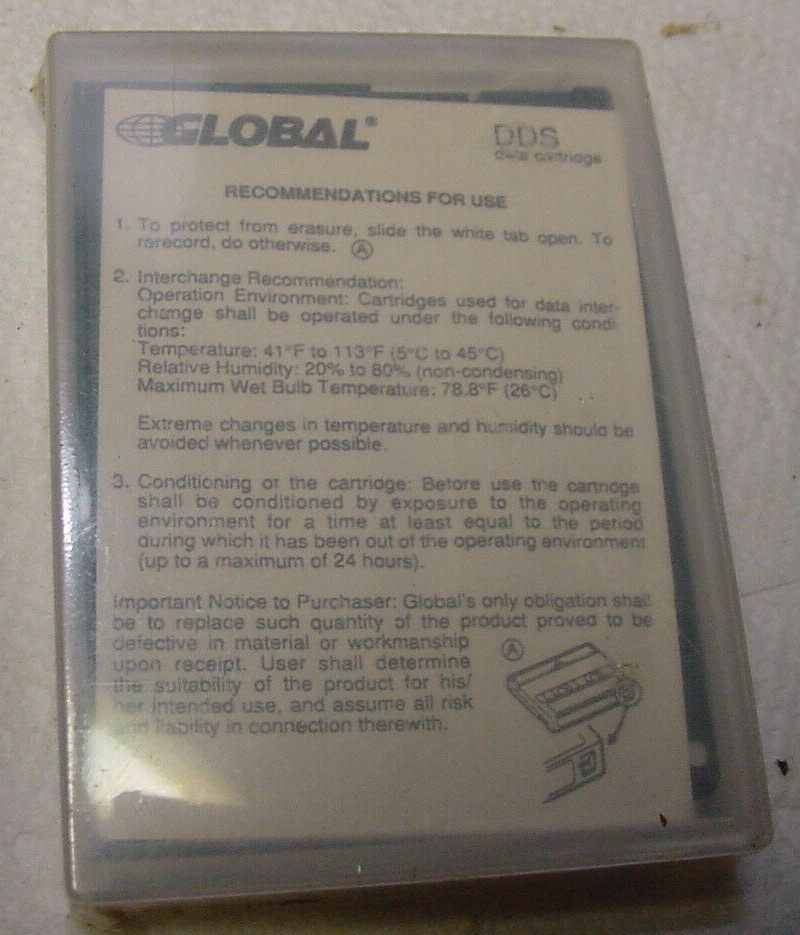 GLOBAL®
DDS
data cartridge
RECOMMENDATIONS FOR USE
1. To protect from erasure, slide the white tab open. To
rerecord, do otherwise. Ⓐ
2. Interchange Recommendation:
Operation Environment: Cartridges used for data inter-
change shall be operated under the following condi-
tions:
Temperature: 41°F to 113°F (5°C to 45°C)
Relative Humidity: 20% to 80% (non-condensing)
Maximum Wet Bulb Temperature: 78.8°F (26°C)
Extreme changes in temperature and humidity should be
avoided whenever possible.
3. Conditioning of the cartridge: Before use the cartridge
shall be conditioned by exposure to the operating
environment for a time at least equal to the period
during which it has been out of the operating environment
(up to a maximum of 24 hours).
Important Notice to Purchaser: Global's only obligation shall
be to replace such quantity of the product proved to be
defective in material or workmanship
upon receipt. User shall determine
the suitability of the product for his/
her intended use, and assume all risk
and liability in connection therewith.
Ⓐ